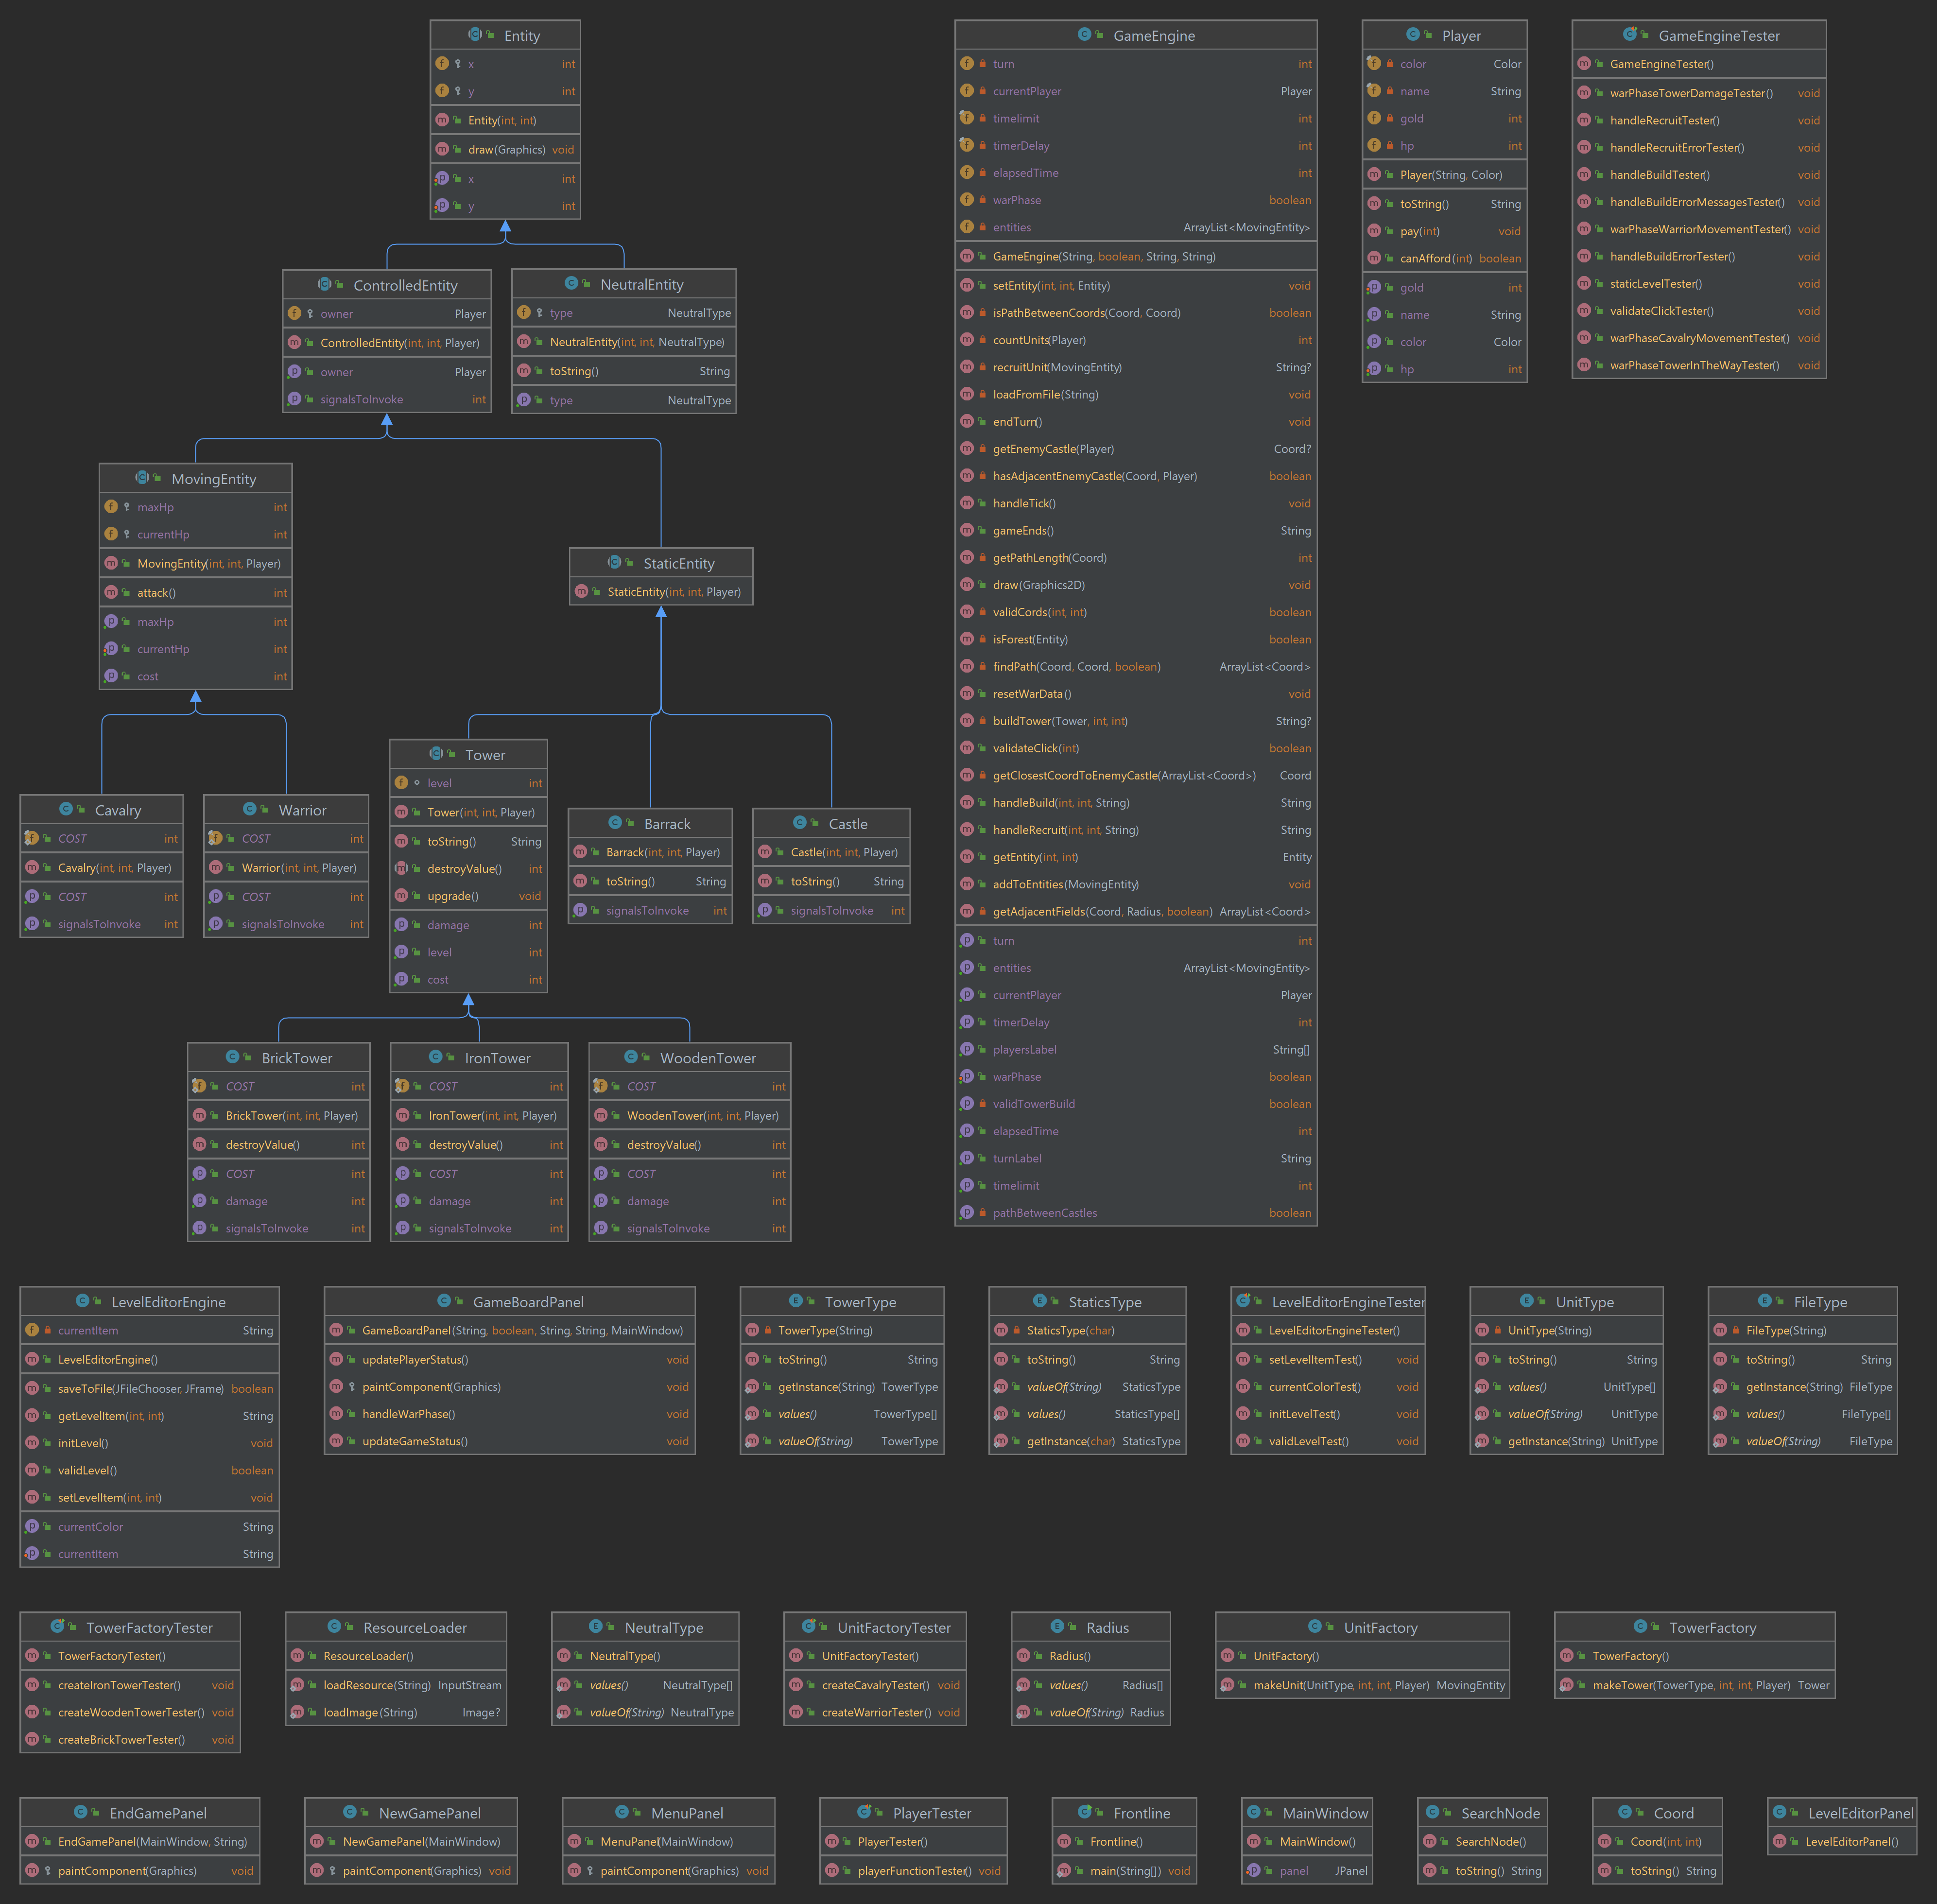 Entity
x int
y int
Entity(int, int)
draw(Graphics) void
x int
y int
ControlledEntity
owner Player
ControlledEntity(int, int, Player)
owner Player
signalsToInvoke int
NeutralEntity
type NeutralType
NeutralEntity(int, int, NeutralType)
toString() String
type NeutralType
MovingEntity
maxHp int
currentHp int
MovingEntity(int, int, Player)
attack() int
maxHp int
currentHp int
cost int
StaticEntity
StaticEntity(int, int, Player)
Cavalry
COST int
Cavalry(int, int, Player)
COST int
signalsToInvoke int
Warrior
COST int
Warrior(int, int, Player)
COST int
signalsToInvoke int
Tower
level int
Tower(int, int, Player)
toString() String
destroyValue() int
upgrade() void
damage int
level int
cost int
Barrack
Barrack(int, int, Player)
toString() String
signalsToInvoke int
Castle
Castle(int, int, Player)
toString() String
signalsToInvoke int
BrickTower
COST int
BrickTower(int, int, Player)
destroyValue() int
COST int
damage int
signalsToInvoke int
IronTower
COST int
IronTower(int, int, Player)
destroyValue() int
COST int
damage int
signalsToInvoke int
WoodenTower
COST int
WoodenTower(int, int, Player)
destroyValue() int
COST int
damage int
signalsToInvoke int
GameEngine
turn int
currentPlayer Player
timelimit int
timerDelay int
elapsedTime int
warPhase boolean
entities ArrayList<MovingEntity>
GameEngine(String, boolean, String, String)
setEntity(int, int, Entity) void
isPathBetweenCoords(Coord, Coord) boolean
countUnits(Player) int
recruitUnit(MovingEntity) String?
loadFromFile(String) void
endTurn() void
getEnemyCastle(Player) Coord?
hasAdjacentEnemyCastle(Coord, Player) boolean
handleTick() void
gameEnds() String
getPathLength(Coord) int
draw(Graphics2D) void
validCords(int, int) boolean
isForest(Entity) boolean
findPath(Coord, Coord, boolean) ArrayList<Coord>
resetWarData() void
buildTower(Tower, int, int) String?
validateClick(int) boolean
getClosestCoordToEnemyCastle(ArrayList<Coord>) Coord
handleBuild(int, int, String) String
handleRecruit(int, int, String) String
getEntity(int, int) Entity
addToEntities(MovingEntity) void
getAdjacentFields(Coord, Radius, boolean) ArrayList<Coord>
turn int
entities ArrayList<MovingEntity>
currentPlayer Player
timerDelay int
playersLabel String[]
warPhase boolean
validTowerBuild boolean
elapsedTime int
turnLabel String
timelimit int
pathBetweenCastles boolean
Player
color Color
name String
gold int
hp int
Player(String, Color)
toString() String
pay(int) void
canAfford(int) boolean
gold int
name String
color Color
hp int
GameEngineTester
GameEngineTester()
warPhaseTowerDamageTester() void
handleRecruitTester() void
handleRecruitErrorTester() void
handleBuildTester() void
handleBuildErrorMessagesTester() void
warPhaseWarriorMovementTester() void
handleBuildErrorTester() void
staticLevelTester() void
validateClickTester() void
warPhaseCavalryMovementTester() void
warPhaseTowerInTheWayTester() void
LevelEditorEngine
currentItem String
LevelEditorEngine()
saveToFile(JFileChooser, JFrame) boolean
getLevelItem(int, int) String
initLevel() void
validLevel() boolean
setLevelItem(int, int) void
currentColor String
currentItem String
GameBoardPanel
GameBoardPanel(String, boolean, String, String, MainWindow)
updatePlayerStatus() void
paintComponent(Graphics) void
handleWarPhase() void
updateGameStatus() void
TowerType
TowerType(String)
toString() String
getInstance(String) TowerType
values() TowerType[]
valueOf(String) TowerType
StaticsType
StaticsType(char)
toString() String
valueOf(String) StaticsType
values() StaticsType[]
getInstance(char) StaticsType
LevelEditorEngineTester
LevelEditorEngineTester()
setLevelItemTest() void
currentColorTest() void
initLevelTest() void
validLevelTest() void
UnitType
UnitType(String)
toString() String
values() UnitType[]
valueOf(String) UnitType
getInstance(String) UnitType
FileType
FileType(String)
toString() String
getInstance(String) FileType
values() FileType[]
valueOf(String) FileType
TowerFactoryTester
TowerFactoryTester()
createIronTowerTester() void
createWoodenTowerTester() void
createBrickTowerTester() void
ResourceLoader
ResourceLoader()
loadResource(String) InputStream
loadImage(String) Image?
NeutralType
NeutralType()
values() NeutralType[]
valueOf(String) NeutralType
UnitFactoryTester
UnitFactoryTester()
createCavalryTester() void
createWarriorTester() void
Radius
Radius()
values() Radius[]
valueOf(String) Radius
UnitFactory
UnitFactory()
makeUnit(UnitType, int, int, Player) MovingEntity
TowerFactory
TowerFactory()
makeTower(TowerType, int, int, Player) Tower
EndGamePanel
EndGamePanel(MainWindow, String)
paintComponent(Graphics) void
NewGamePanel
NewGamePanel(MainWindow)
paintComponent(Graphics) void
MenuPanel
MenuPanel(MainWindow)
paintComponent(Graphics) void
PlayerTester
PlayerTester()
playerFunctionTester() void
Frontline
Frontline()
main(String[]) void
MainWindow
MainWindow()
panel JPanel
SearchNode
SearchNode()
toString() String
Coord
Coord(int, int)
toString() String
LevelEditorPanel
LevelEditorPanel()